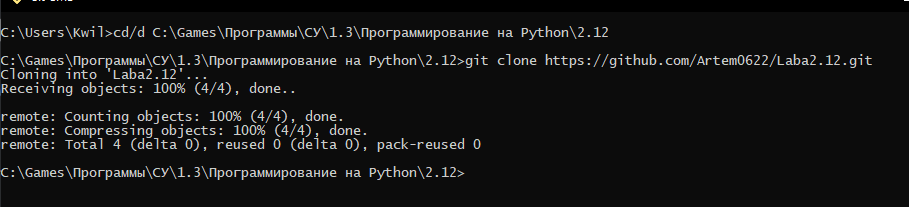 C:\Users\Kwil>cd/d C:\Games\Программы\СУ\1.3\Программирование на Python\2.12
C:\Games\Программы\СУ\1.3\Программирование на Python\2.12>git clone https://github.com/Artem0622/Laba2.12.git
Cloning into 'Laba2.12'...
Receiving objects: 100% (4/4), done..
remote: Counting objects: 100% (4/4), done.
remote: Compressing objects: 100% (4/4), done.
remote: Total 4 (delta 0), reused 0 (delta 0), pack-reused 0
C:\Games\Программы\СУ\1.3\Программирование на Python\2.12>